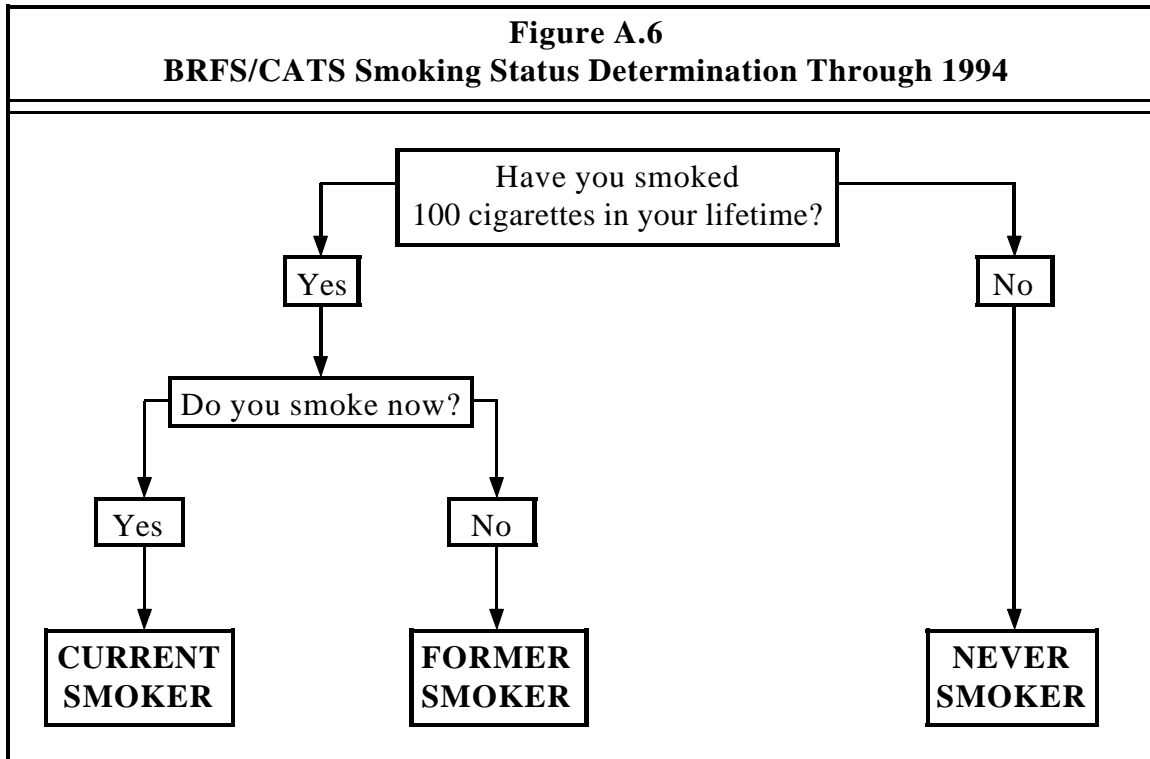 Figure A.6
BRFS/CATS Smoking Status Determination Through 1994
Have you smoked
100 cigarettes in your lifetime?
Yes
No
Do you smoke now?
Yes
No
CURRENT
SMOKER
FORMER
SMOKER
NEVER
SMOKER